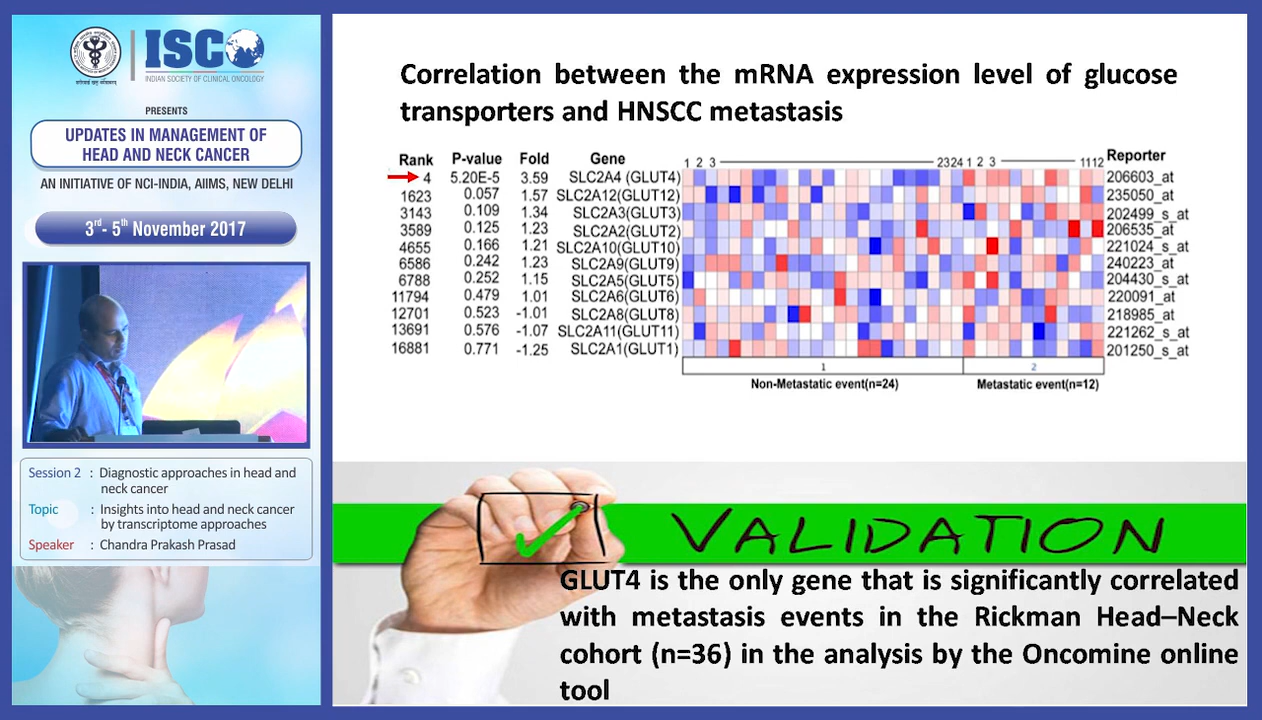 ISCO
INDIAN SOCIETY OF CLINICAL ONCOLOGY
PRESENTS
UPDATES IN MANAGEMENT OF
HEAD AND NECK CANCER
AN INITIATIVE OF NCI-INDIA, AIIMS, NEW DELHI
3rd- 5th November 2017
Session 2 : Diagnostic approaches in head and
neck cancer
Topic : Insights into head and neck cancer
by transcriptome approaches
Speaker : Chandra Prakash Prasad
Correlation between the mRNA expression level of glucose
transporters and HNSCC metastasis
Rank P-value Fold Gene 1 2 3 23 24 1 2 3 11 12 Reporter
4 5.20E-5 3.59 SLC2A4 (GLUT4) 206603_at
1623 0.057 1.57 SLC2A12(GLUT12) 235050_at
3143 0.109 1.34 SLC2A3(GLUT3) 202499_s_at
3589 0.125 1.23 SLC2A2(GLUT2) 206535_at
4655 0.166 1.21 SLC2A10(GLUT10) 221024_s_at
6586 0.242 1.23 SLC2A9(GLUT9) 240223_at
6788 0.252 1.15 SLC2A5(GLUT5) 204430_s_at
11794 0.479 1.01 SLC2A6(GLUT6) 220091_at
12701 0.523 -1.01 SLC2A8(GLUT8) 218985_at
13691 0.576 -1.07 SLC2A11(GLUT11) 221262_s_at
16881 0.771 -1.25 SLC2A1(GLUT1) 201250_s_at
1 2
Non-Metastatic event(n=24) Metastatic event(n=12)
VALIDATION
GLUT4 is the only gene that is significantly correlated
with metastasis events in the Rickman Head–Neck
cohort (n=36) in the analysis by the Oncomine online
tool